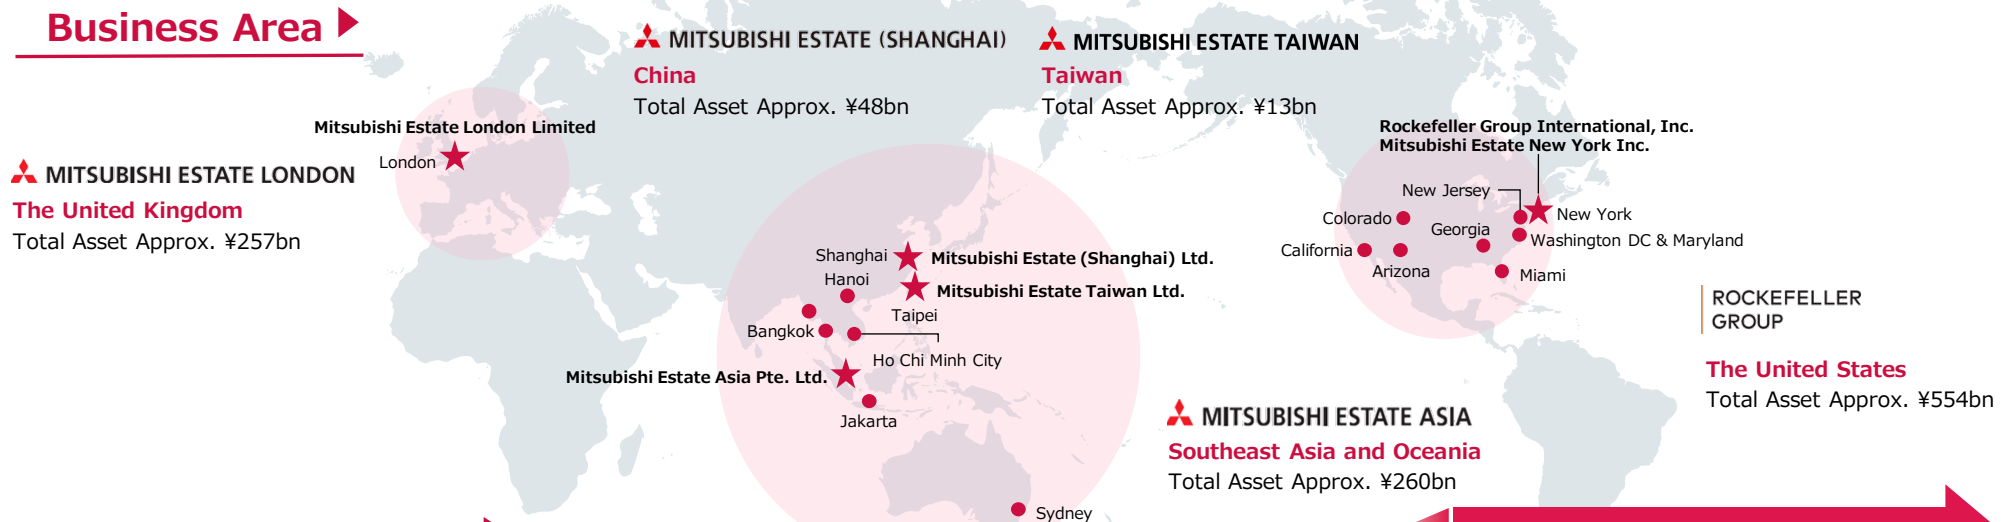 Business Area
MITSUBISHI ESTATE (SHANGHAI)
China
Total Asset Approx. ¥48bn
MITSUBISHI ESTATE TAIWAN
Taiwan
Total Asset Approx. ¥13bn
Mitsubishi Estate London Limited
London
MITSUBISHI ESTATE LONDON
The United Kingdom
Total Asset Approx. ¥257bn
Rockefeller Group International, Inc.
Mitsubishi Estate New York Inc.
New Jersey
New York
Colorado
Georgia
Washington DC & Maryland
California
Arizona
Miami
Shanghai
Mitsubishi Estate (Shanghai) Ltd.
Hanoi
Mitsubishi Estate Taiwan Ltd.
Taipei
Bangkok
Ho Chi Minh City
Mitsubishi Estate Asia Pte. Ltd.
Jakarta
ROCKEFELLER
GROUP
The United States
Total Asset Approx. ¥554bn
MITSUBISHI ESTATE ASIA
Southeast Asia and Oceania
Total Asset Approx. ¥260bn
Sydney